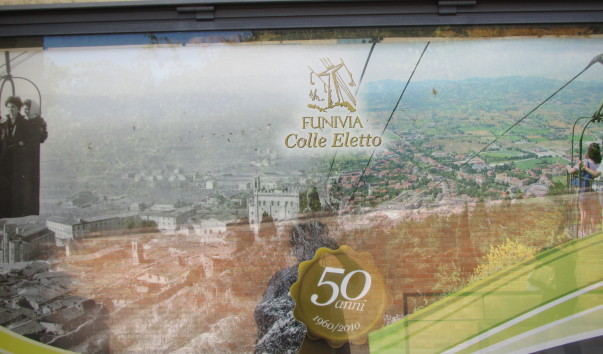 FUNIVIA
Colle Eletto
50
anni
1960/2010